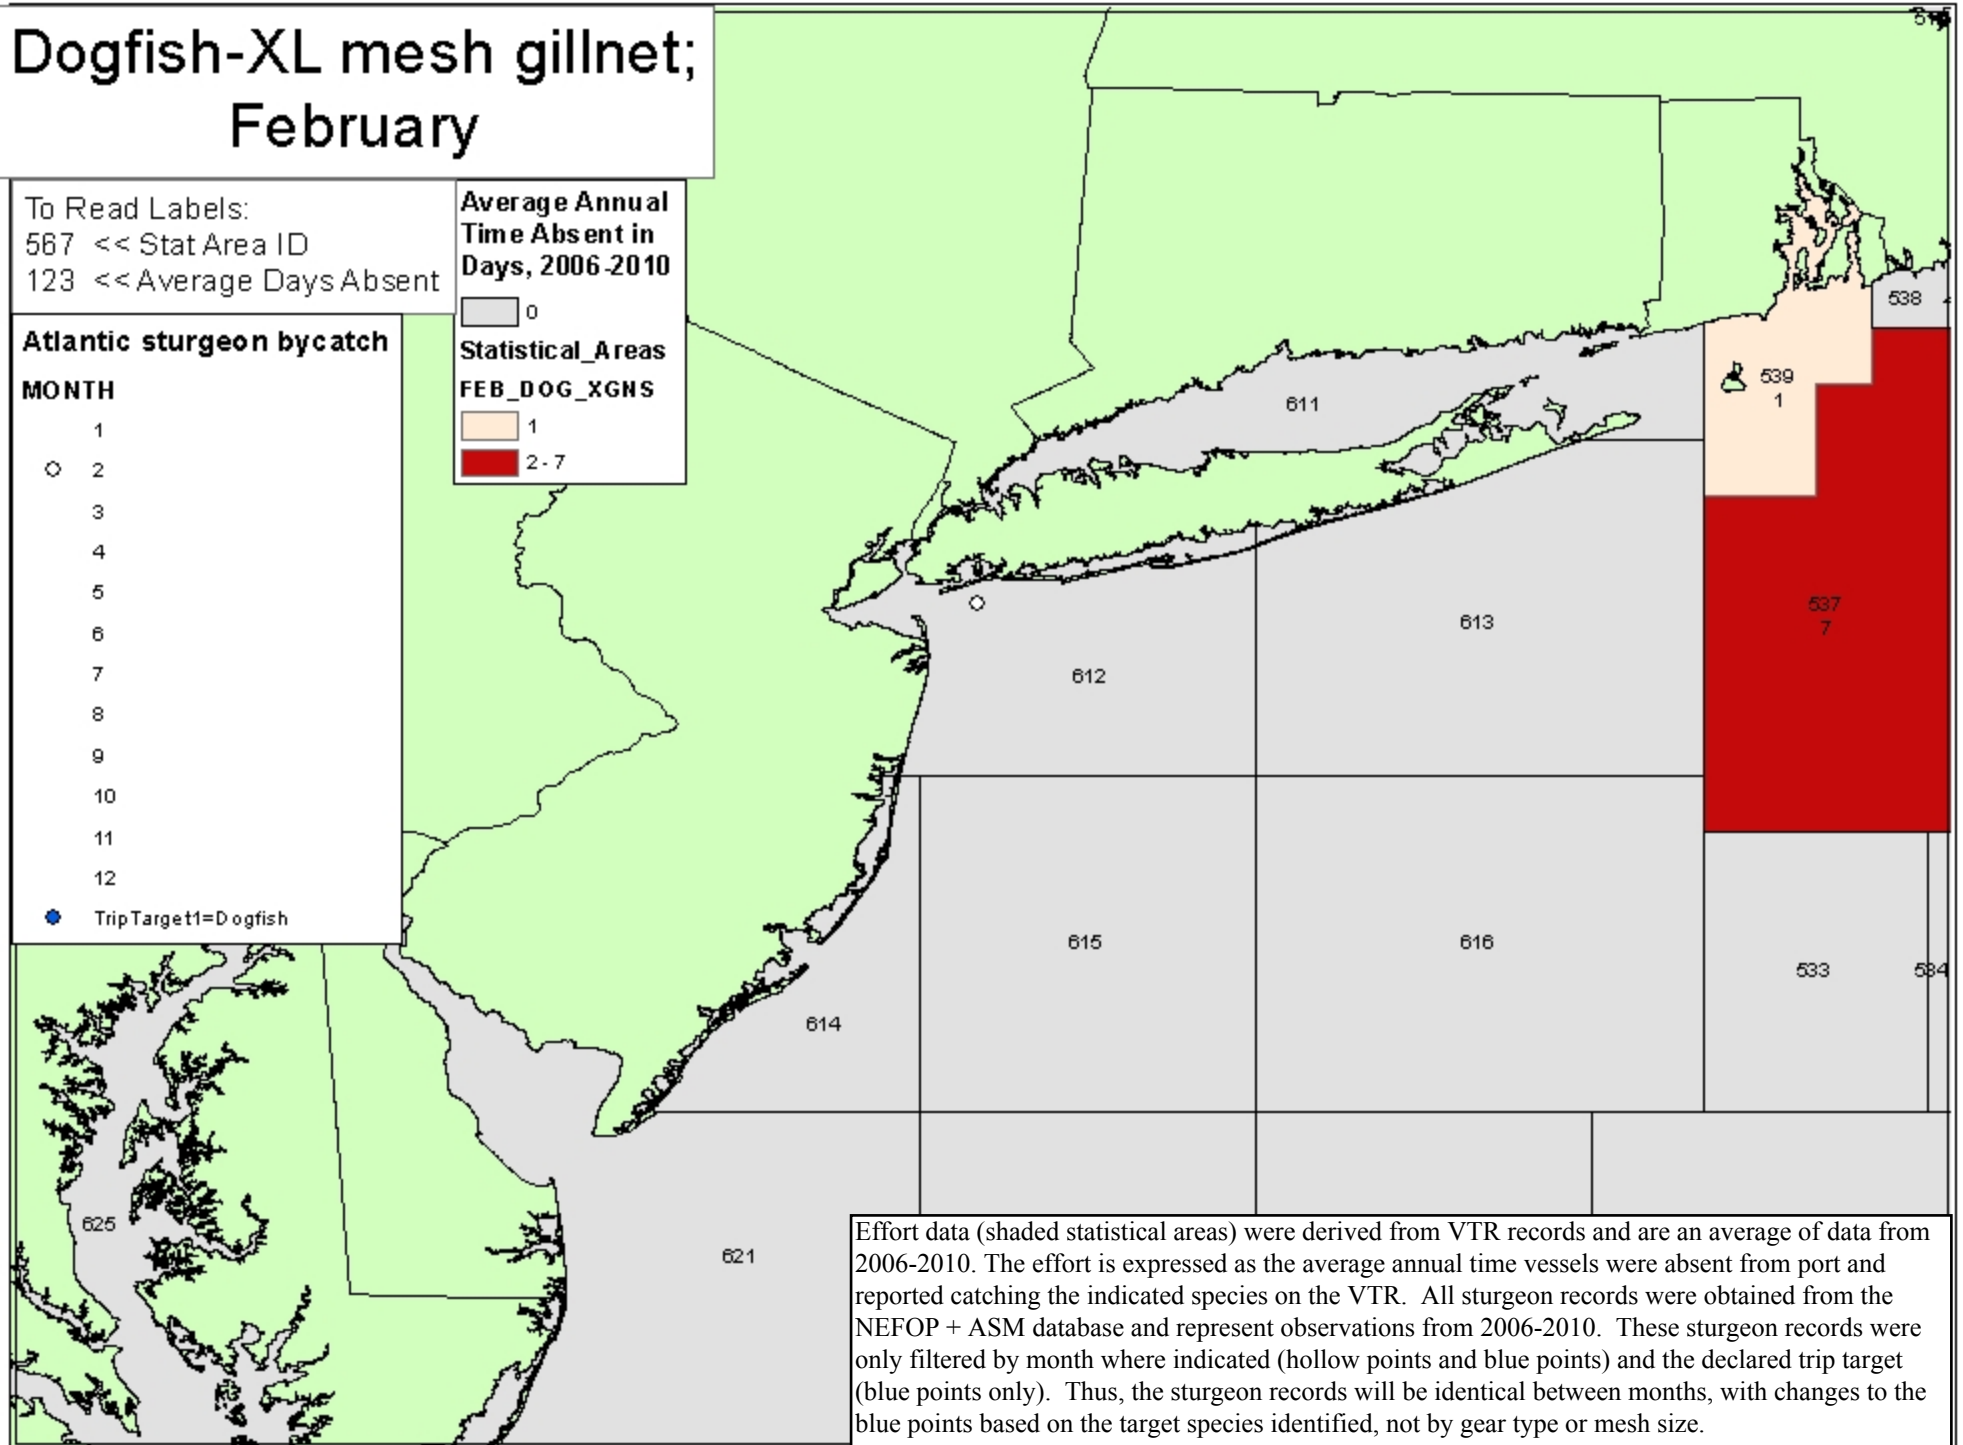 Dogfish-XL mesh gillnet;
February
To Read Labels:
567 << Stat Area ID
123 << Average Days Absent
Average Annual
Time Absent in
Days, 2006-2010
0
Statistical_Areas
FEB_DOG_XGNS
1
2 - 7
Atlantic sturgeon bycatch
MONTH
1
2
3
4
5
6
7
8
9
10
11
12
TripTarget1=Dogfish
538
539
1
611
537
7
613
612
615
616
533
534
614
625
621
Effort data (shaded statistical areas) were derived from VTR records and are an average of data from
2006-2010. The effort is expressed as the average annual time vessels were absent from port and
reported catching the indicated species on the VTR.  All sturgeon records were obtained from the
NEFOP + ASM database and represent observations from 2006-2010.  These sturgeon records were
only filtered by month where indicated (hollow points and blue points) and the declared trip target
(blue points only).  Thus, the sturgeon records will be identical between months, with changes to the
blue points based on the target species identified, not by gear type or mesh size.